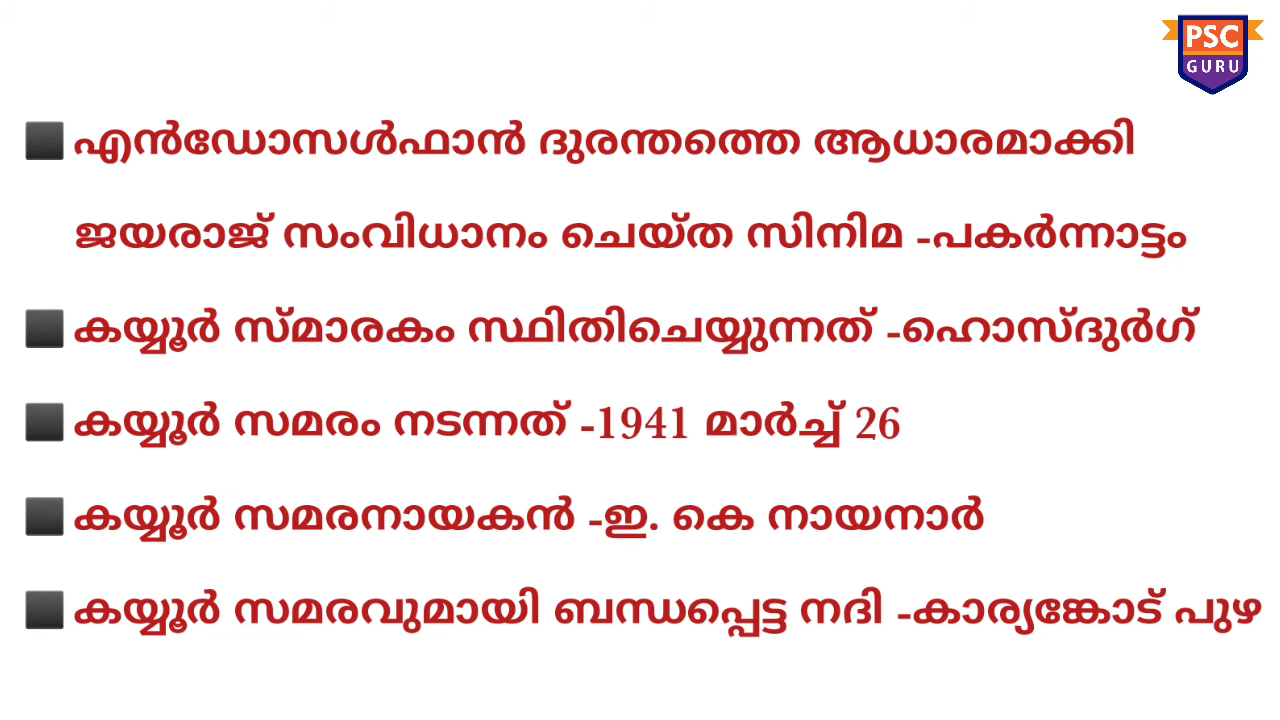 PSC
GURU
എൻഡോസൾഫാൻ ദുരന്തത്തെ ആധാരമാക്കി
ജയരാജ് സംവിധാനം ചെയ്ത സിനിമ -പകർന്നാട്ടം
കയ്യൂർ സ്മാരകം സ്ഥിതിചെയ്യുന്നത് -ഹൊസ്ദുർഗ്
കയ്യൂർ സമരം നടന്നത് -1941 മാർച്ച് 26
കയ്യൂർ സമരനായകൻ -ഇ. കെ നായനാർ
കയ്യൂർ സമരവുമായി ബന്ധപ്പെട്ട നദി -കാര്യങ്കോട് പുഴ